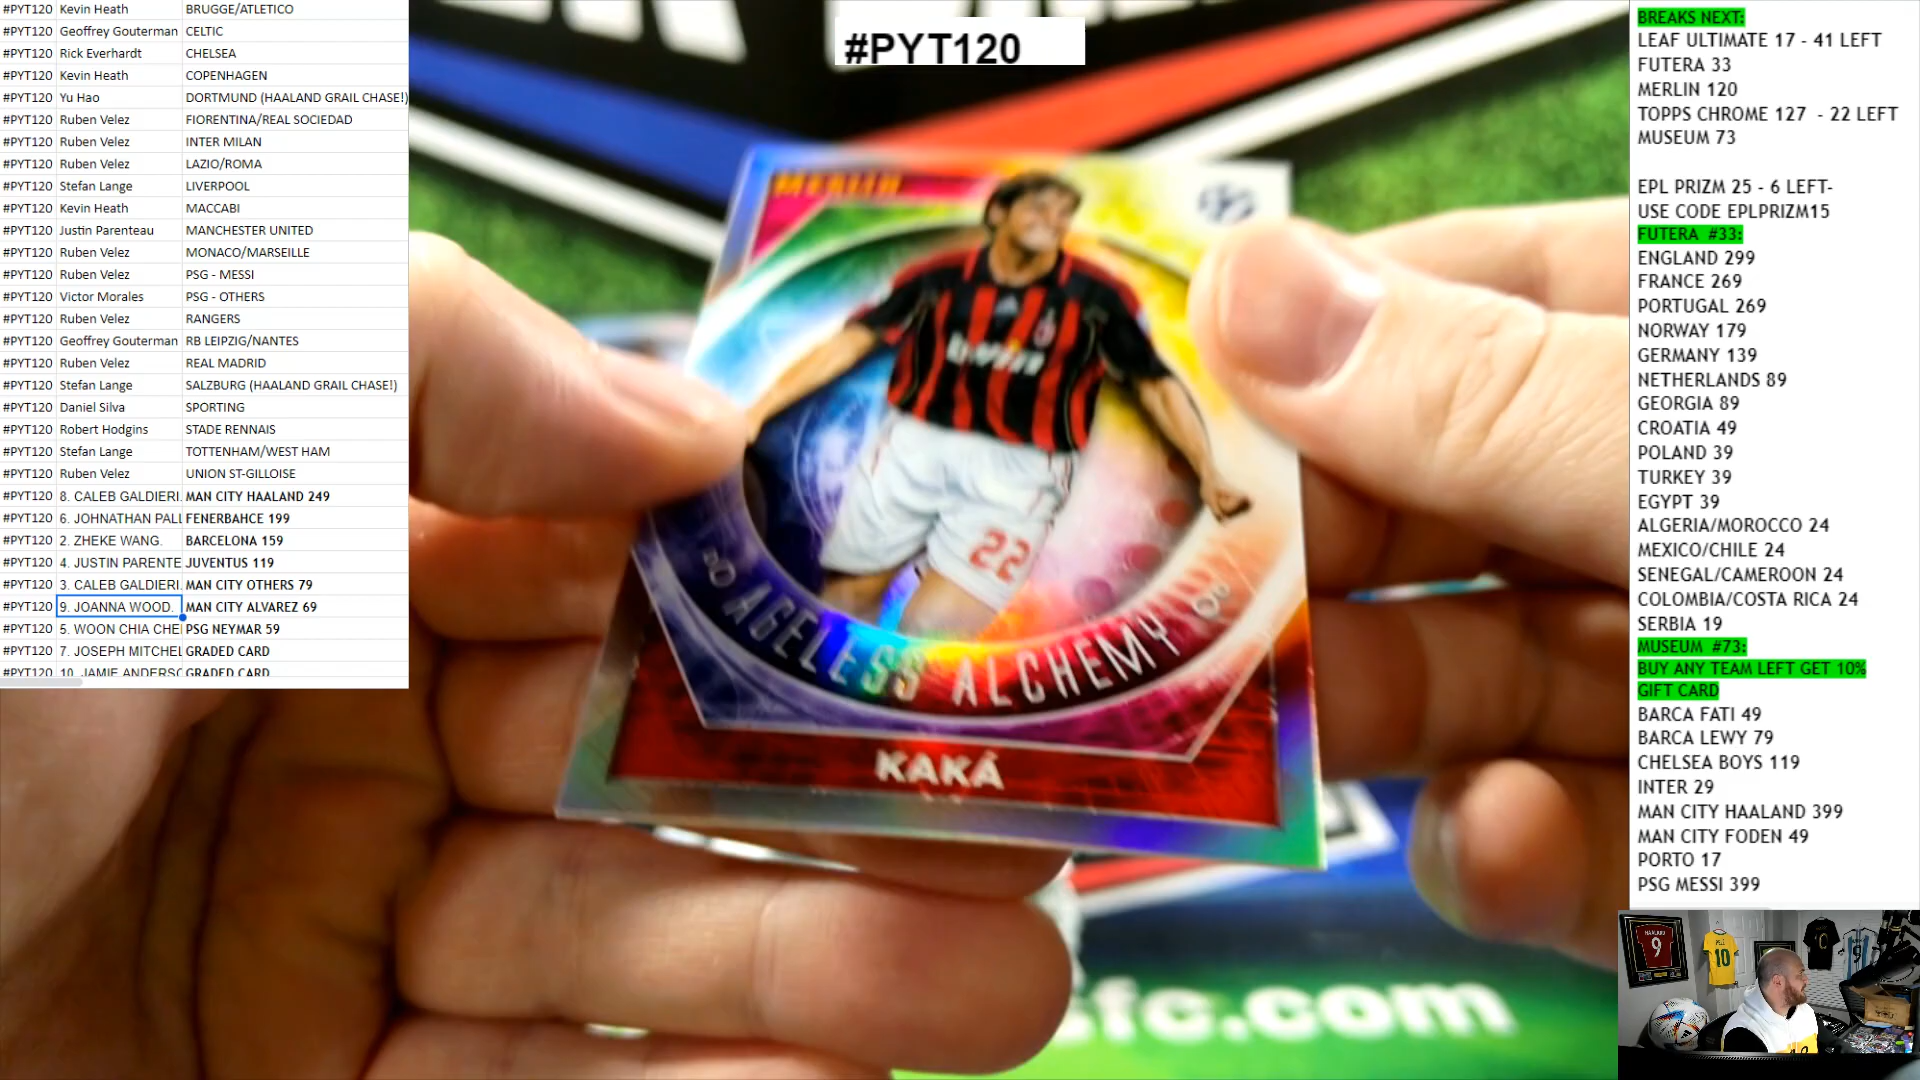 #PYT120 Kevin Heath BRUGGE/ATLETICO
#PYT120 Geoffrey Gouterman CELTIC
#PYT120 Rick Everhardt CHELSEA
#PYT120 Kevin Heath COPENHAGEN
#PYT120 Yu Hao DORTMUND (HAALAND GRAIL CHASE!)
#PYT120 Ruben Velez FIORENTINA/REAL SOCIEDAD
#PYT120 Ruben Velez INTER MILAN
#PYT120 Ruben Velez LAZIO/ROMA
#PYT120 Stefan Lange LIVERPOOL
#PYT120 Kevin Heath MACCABI
#PYT120 Justin Parenteau MANCHESTER UNITED
#PYT120 Ruben Velez MONACO/MARSEILLE
#PYT120 Ruben Velez PSG - MESSI
#PYT120 Victor Morales PSG - OTHERS
#PYT120 Ruben Velez RANGERS
#PYT120 Geoffrey Gouterman RB LEIPZIG/NANTES
#PYT120 Ruben Velez REAL MADRID
#PYT120 Stefan Lange SALZBURG (HAALAND GRAIL CHASE!)
#PYT120 Daniel Silva SPORTING
#PYT120 Robert Hodgins STADE RENNAIS
#PYT120 Stefan Lange TOTTENHAM/WEST HAM
#PYT120 Ruben Velez UNION ST-GILLOISE
#PYT120 8. CALEB GALDIERI. MAN CITY HAALAND 249
#PYT120 6. JOHNATHAN PALL FENERBAHCE 199
#PYT120 2. ZHEKE WANG. BARCELONA 159
#PYT120 4. JUSTIN PARENTE JUVENTUS 119
#PYT120 3. CALEB GALDIERI. MAN CITY OTHERS 79
#PYT120 9. JOANNA WOOD. MAN CITY ALVAREZ 69
#PYT120 5. WOON CHIA CHE PSG NEYMAR 59
#PYT120 7. JOSEPH MITCHEL GRADED CARD
#PYT120 10. JAMIE ANDERSO GRADED CARD
#PYT120
MERLIN
22
AGELESS ALCHEMY
KAKÁ
sfc.com
BREAKS NEXT:
LEAF ULTIMATE 17 - 41 LEFT
FUTERA 33
MERLIN 120
TOPPS CHROME 127 - 22 LEFT
MUSEUM 73
EPL PRIZM 25 - 6 LEFT-
USE CODE EPLPRIZM15
FUTERA #33:
ENGLAND 299
FRANCE 269
PORTUGAL 269
NORWAY 179
GERMANY 139
NETHERLANDS 89
GEORGIA 89
CROATIA 49
POLAND 39
TURKEY 39
EGYPT 39
ALGERIA/MOROCCO 24
MEXICO/CHILE 24
SENEGAL/CAMEROON 24
COLOMBIA/COSTA RICA 24
SERBIA 19
MUSEUM #73:
BUY ANY TEAM LEFT GET 10%
GIFT CARD
BARCA FATI 49
BARCA LEWY 79
CHELSEA BOYS 119
INTER 29
MAN CITY HAALAND 399
MAN CITY FODEN 49
PORTO 17
PSG MESSI 399
HAALAND
9
10